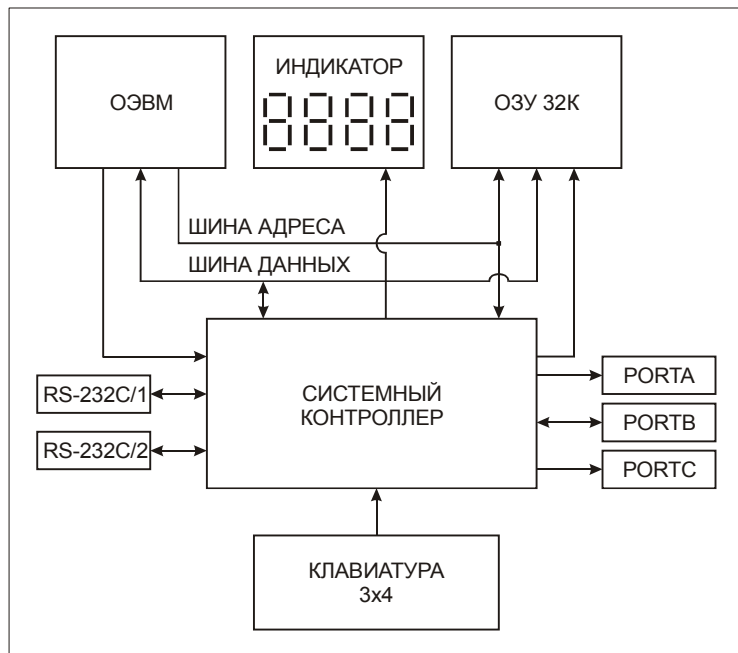 ОЭВМ
ИНДИКАТОР
8888
ОЗУ 32К
ШИНА АДРЕСА
ШИНА ДАННЫХ
RS-232C/1
RS-232C/2
СИСТЕМНЫЙ
КОНТРОЛЛЕР
PORTA
PORTB
PORTC
КЛАВИАТУРА
3x4